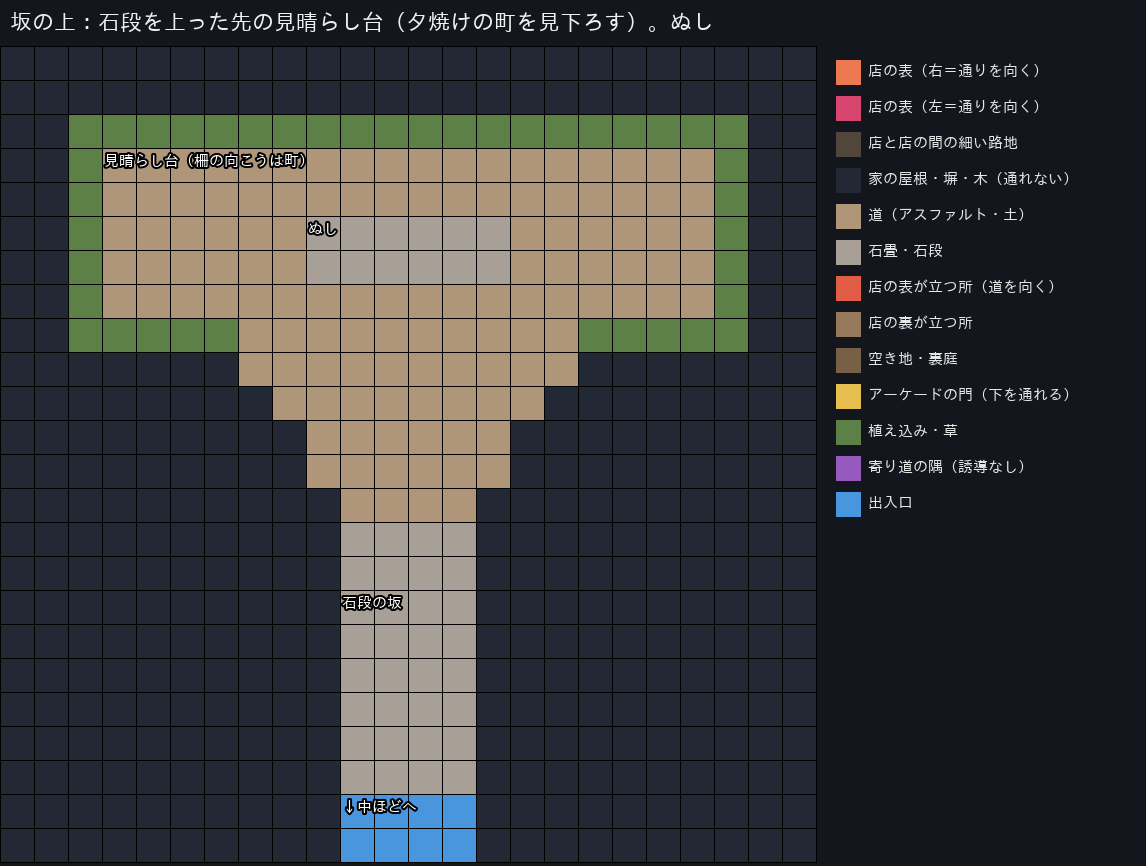 坂の上：石段を上った先の見晴らし台（夕焼けの町を見下ろす）。ぬし
見晴らし台（柵の向こうは町）
ぬし
石段の坂
↓中ほどへ
店の表（右＝通りを向く）
店の表（左＝通りを向く）
店と店の間の細い路地
家の屋根・塀・木（通れない）
道（アスファルト・土）
石畳・石段
店の表が立つ所（道を向く）
店の裏が立つ所
空き地・裏庭
アーケードの門（下を通れる）
植え込み・草
寄り道の隅（誘導なし）
出入口